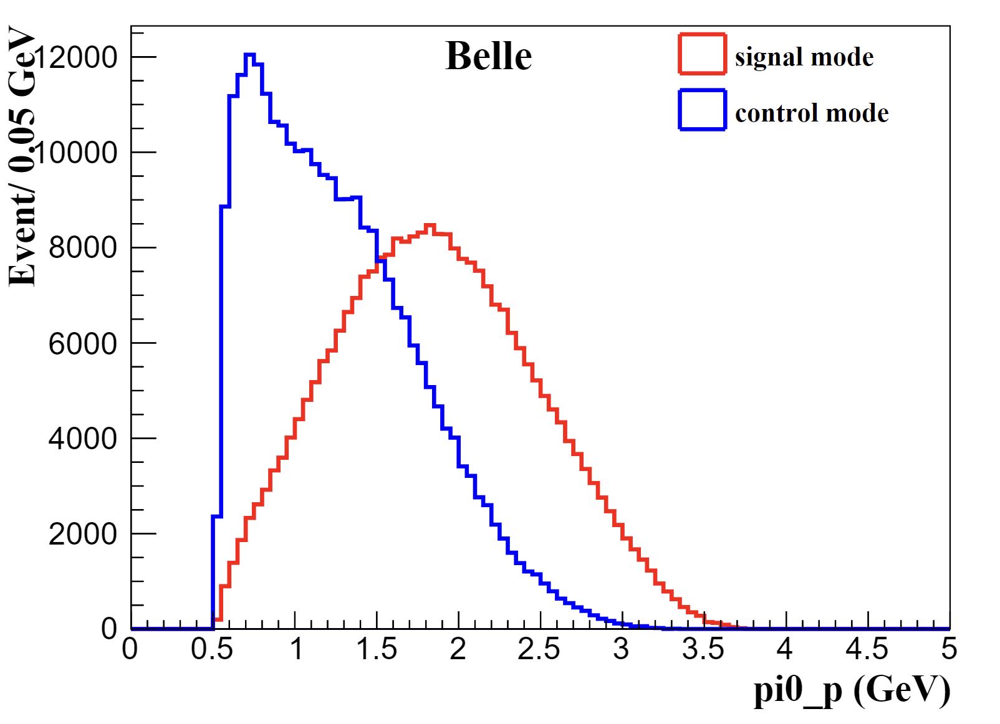 Belle
signal mode
control mode
Event/ 0.05 GeV
12000
10000
8000
6000
4000
2000
0
0 0.5 1 1.5 2 2.5 3 3.5 4 4.5 5
pi0_p (GeV)